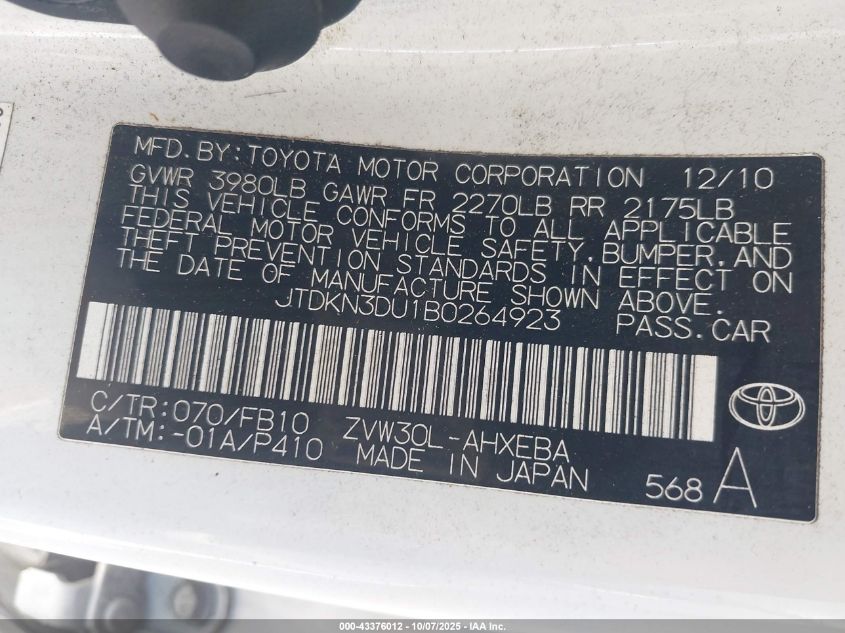 MFD. BY: TOYOTA MOTOR CORPORATION 12/10
GVWR 3980LB GAWR FR 2270LB RR 2175LB
THIS VEHICLE CONFORMS TO ALL APPLICABLE
FEDERAL MOTOR VEHICLE SAFETY, BUMPER, AND
THEFT PREVENTION STANDARDS IN EFFECT ON
THE DATE OF MANUFACTURE SHOWN ABOVE.
JTDKN3DU1B0264923 PASS. CAR
C/TR: 070/FB10 ZVW30L-AHXEBA
A/TM: -01A/P410 MADE IN JAPAN
568 A
000-43376012 - 10/07/2025 - IAA Inc.